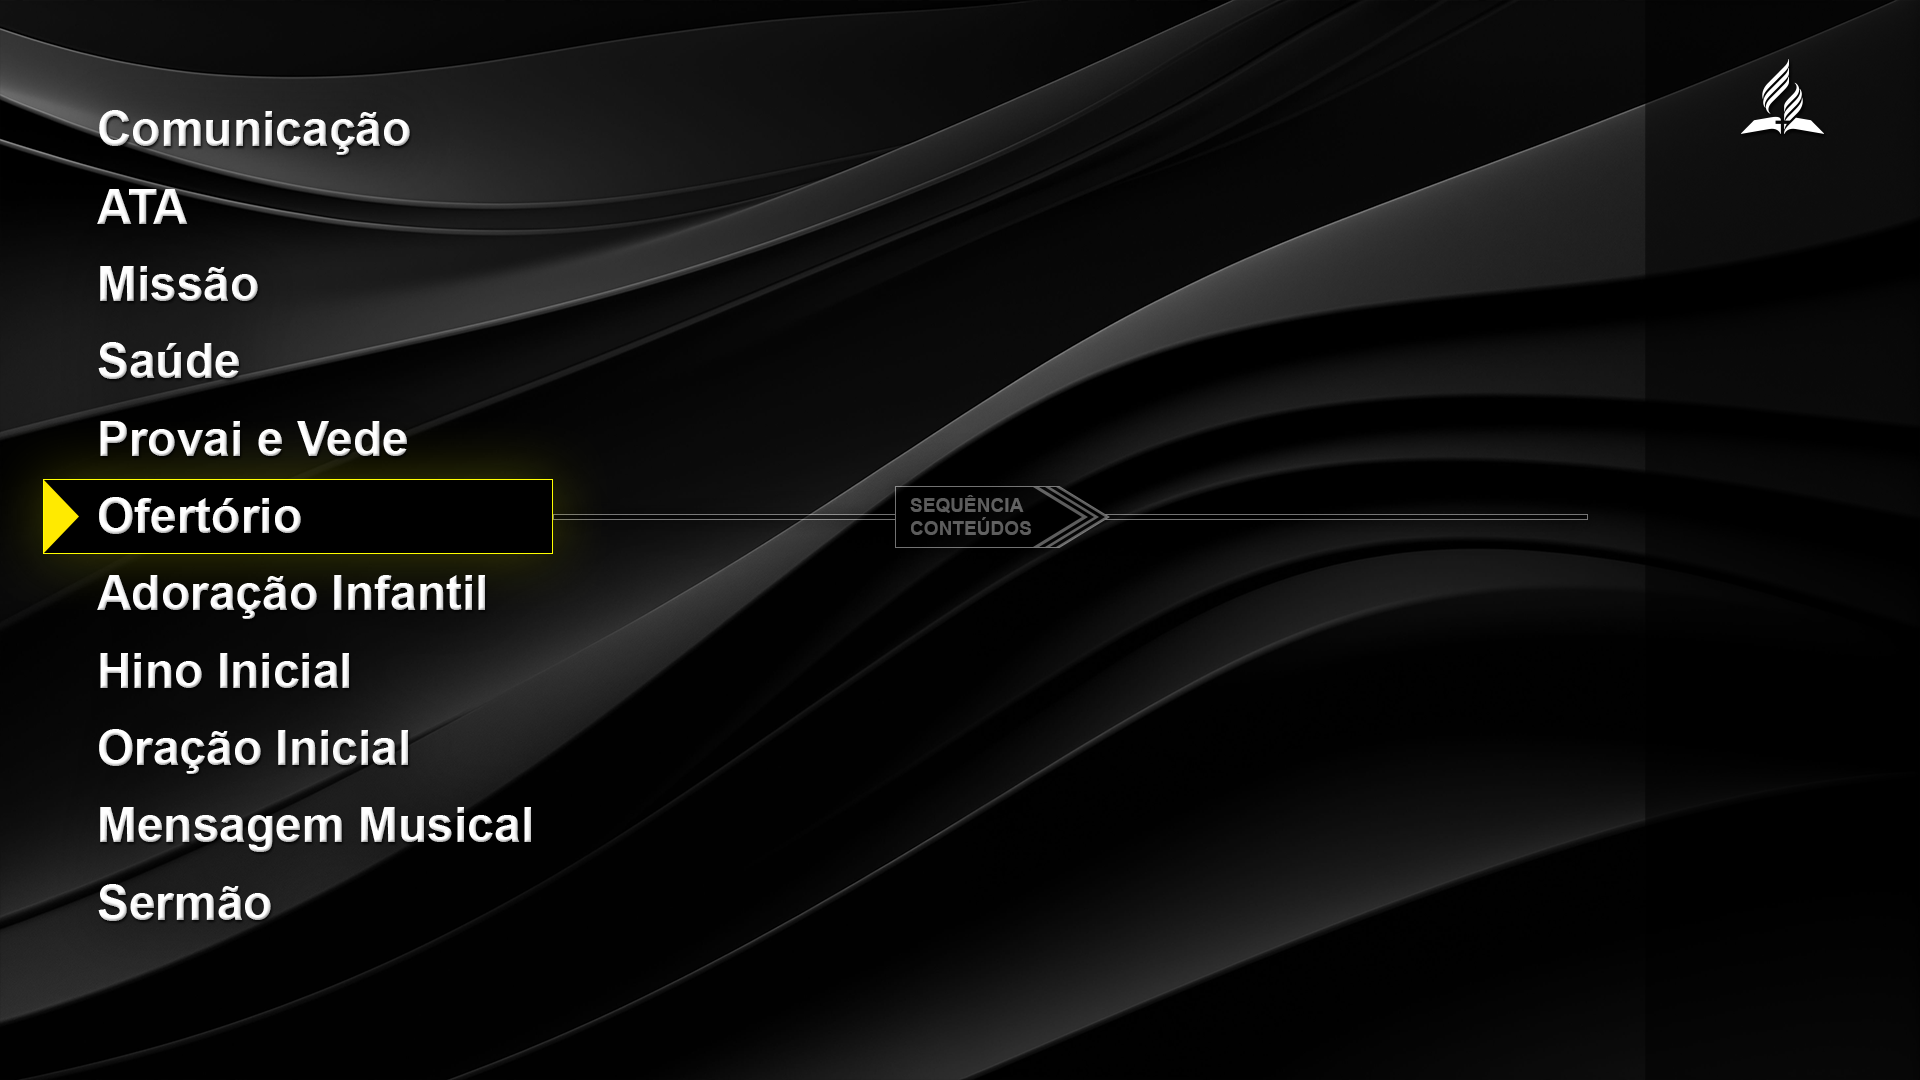 Comunicação
ATA
Missão
Saúde
Provai e Vede
Ofertório
SEQUÊNCIA
CONTEÚDOS
Adoração Infantil
Hino Inicial
Oração Inicial
Mensagem Musical
Sermão